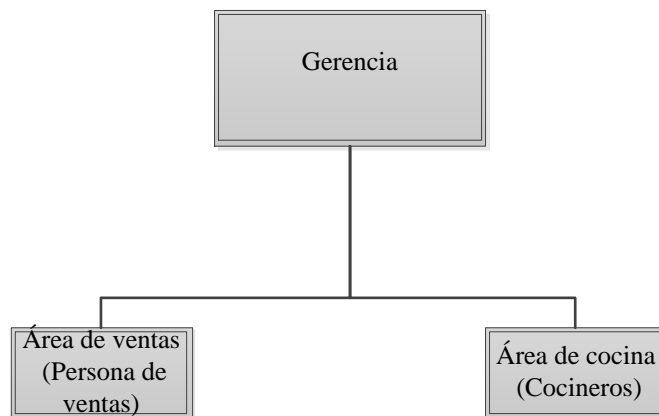 Gerencia
Área de ventas
(Persona de
ventas)
Área de cocina
(Cocineros)